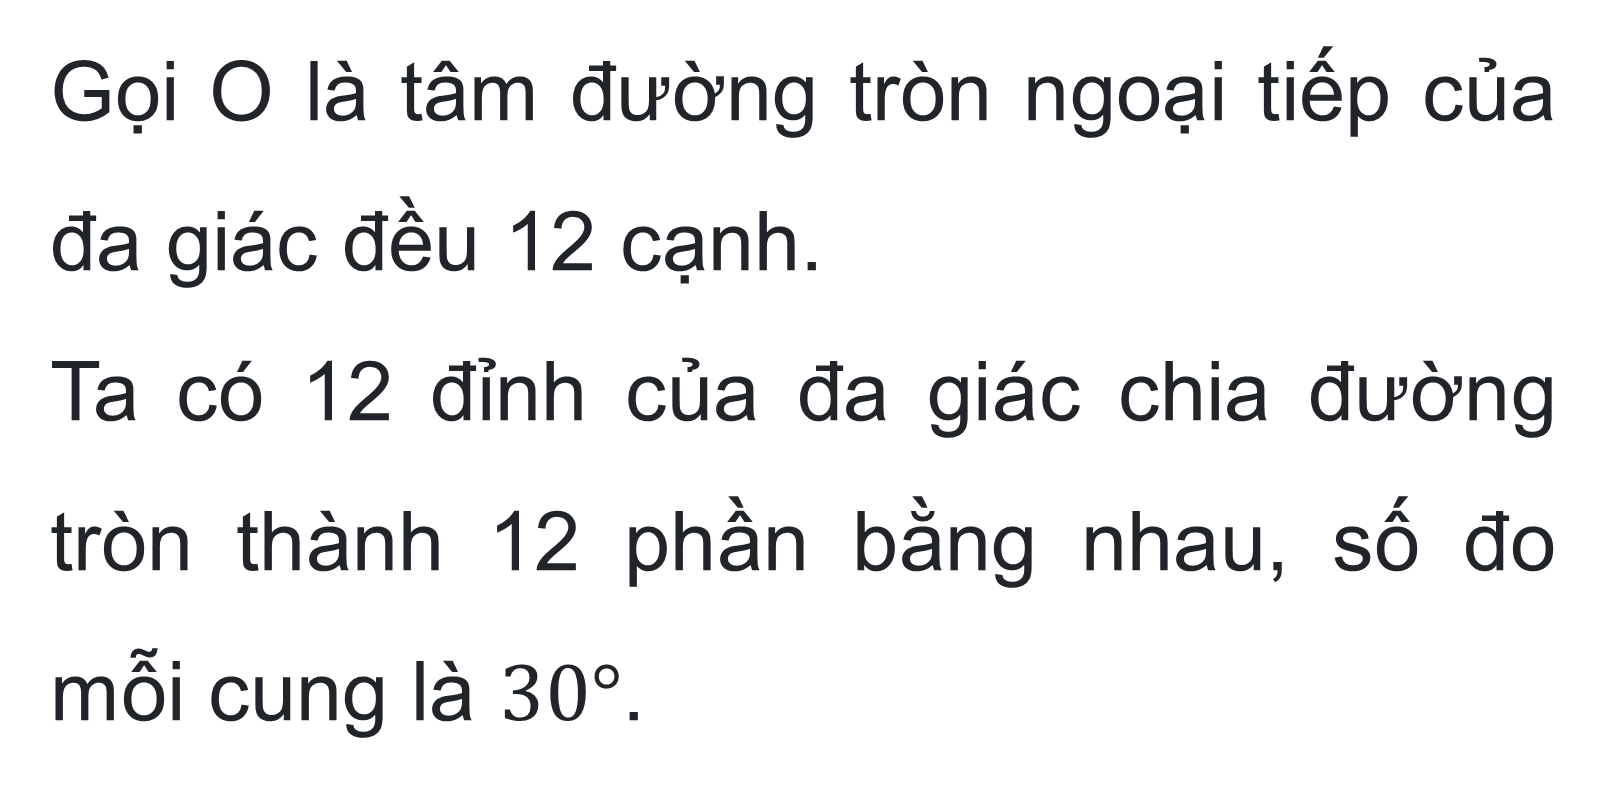 Gọi O là tâm đường tròn ngoại tiếp của
đa giác đều 12 cạnh.
Ta có 12 đỉnh của đa giác chia đường
tròn thành 12 phần bằng nhau, số đo
mỗi cung là 30°.